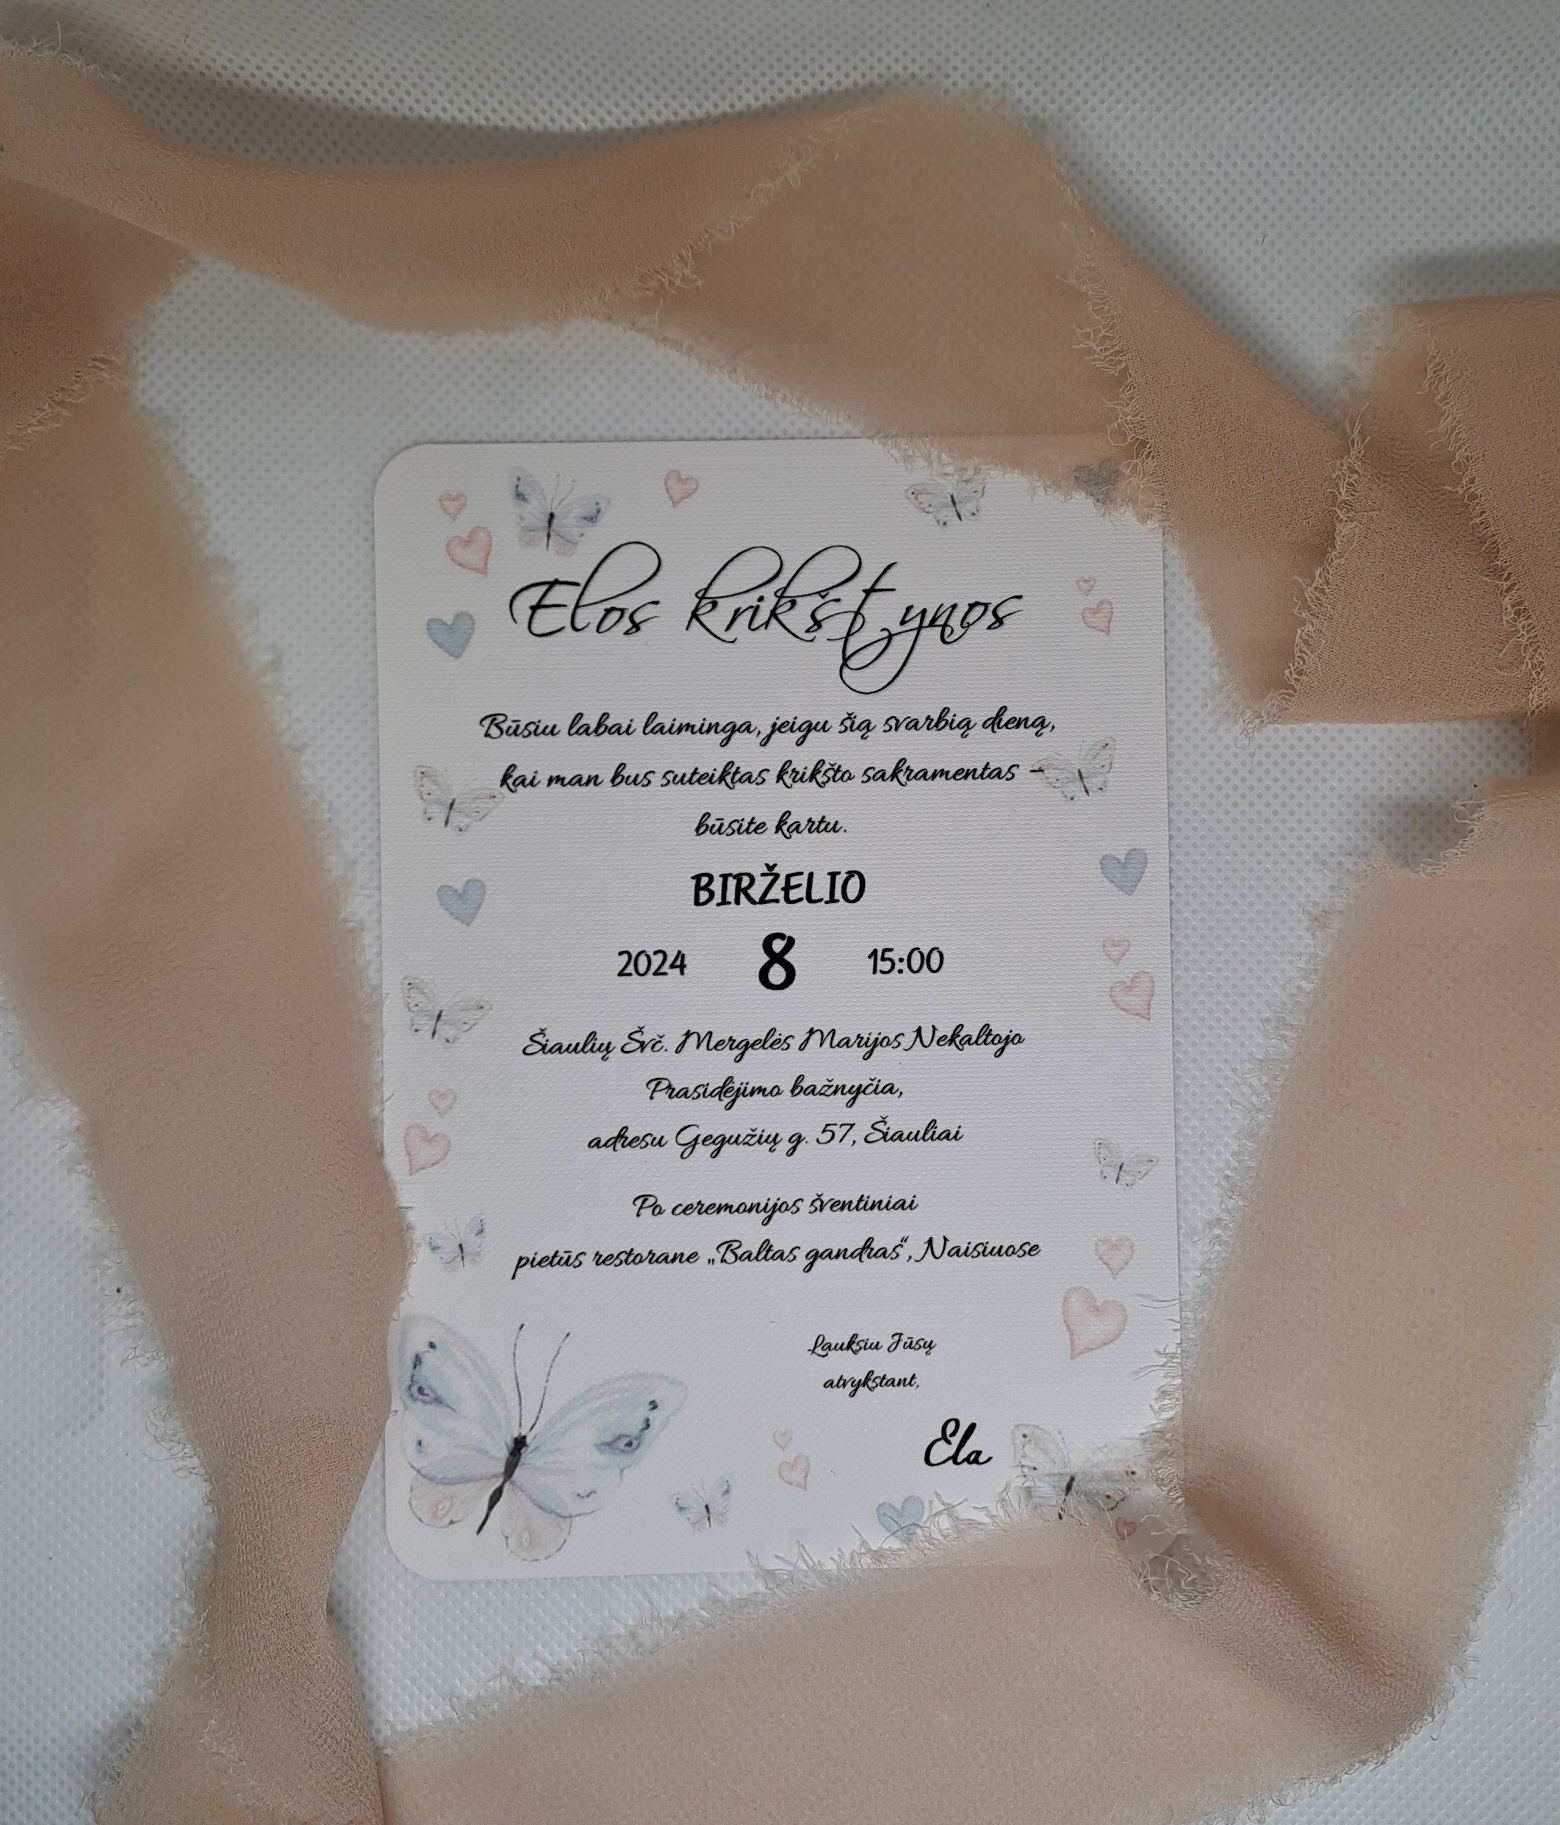 Elos krikštynos
Būsiu labai laiminga, jeigu šią svarbią dieną,
kai man bus suteiktas krikšto sakramentas –
būsite kartu.
BIRŽELIO
2024 8 15:00
Šiaulių Švč. Mergelės Marijos Nekaltojo
Prasidėjimo bažnyčia,
adresu Gegužių g. 57, Šiauliai
Po ceremonijos šventiniai
pietūs restorane „Baltas gandras“, Naisiuose
Lauksiu Jūsų
atvykstant,
Ela